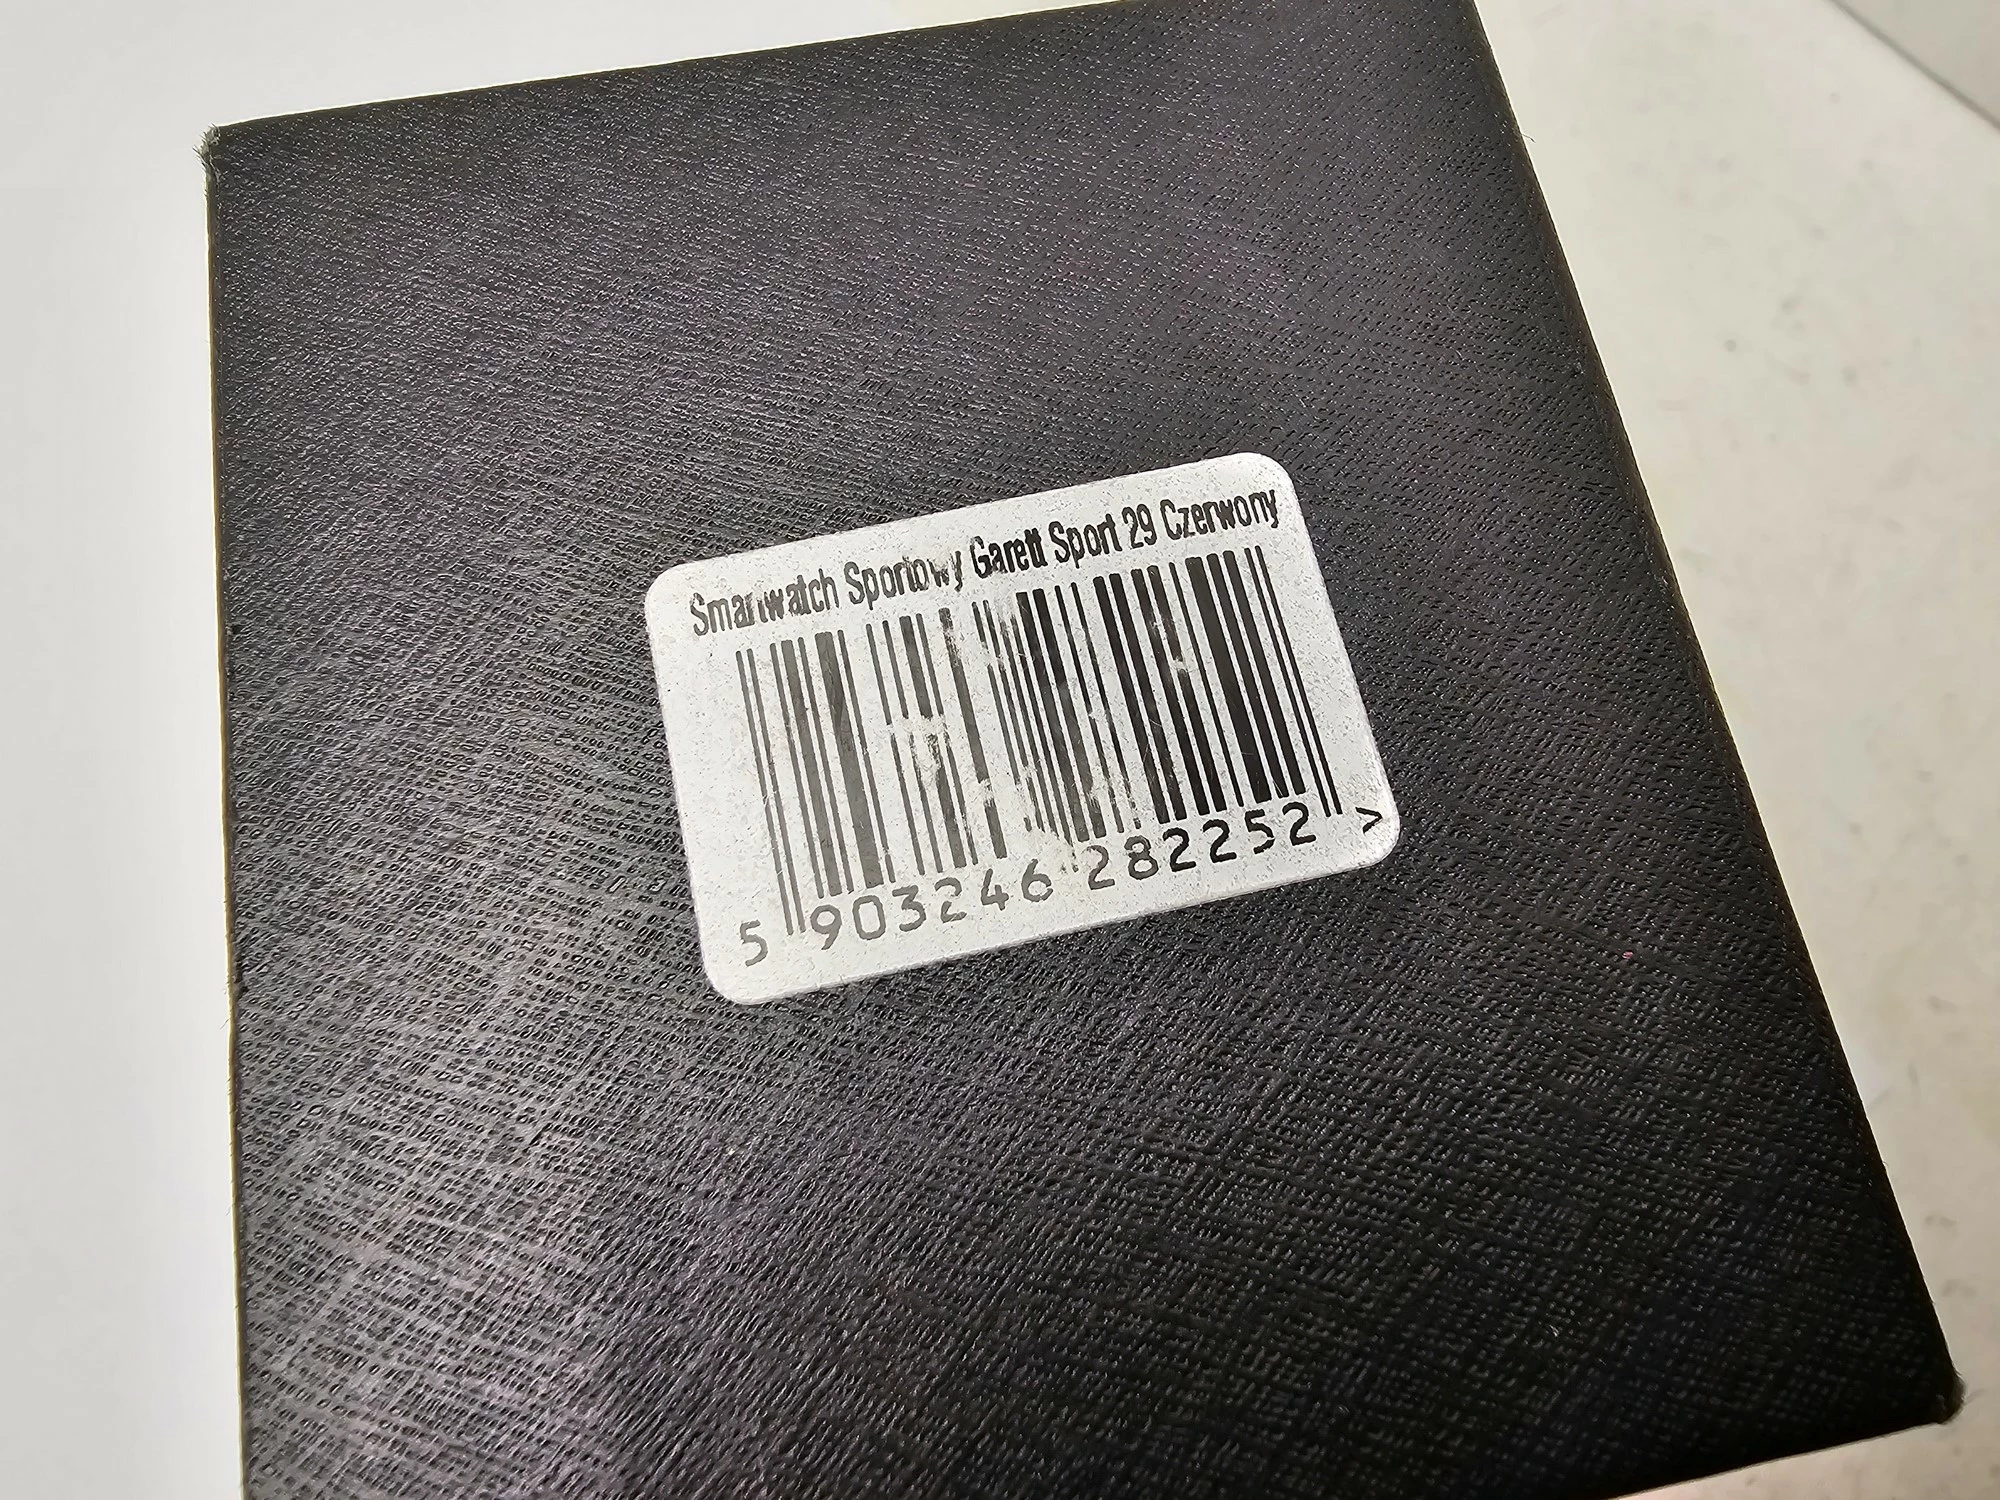 Smartwatch Sportowy Garett Sport 29 Czerwony
5 903246 282252 >